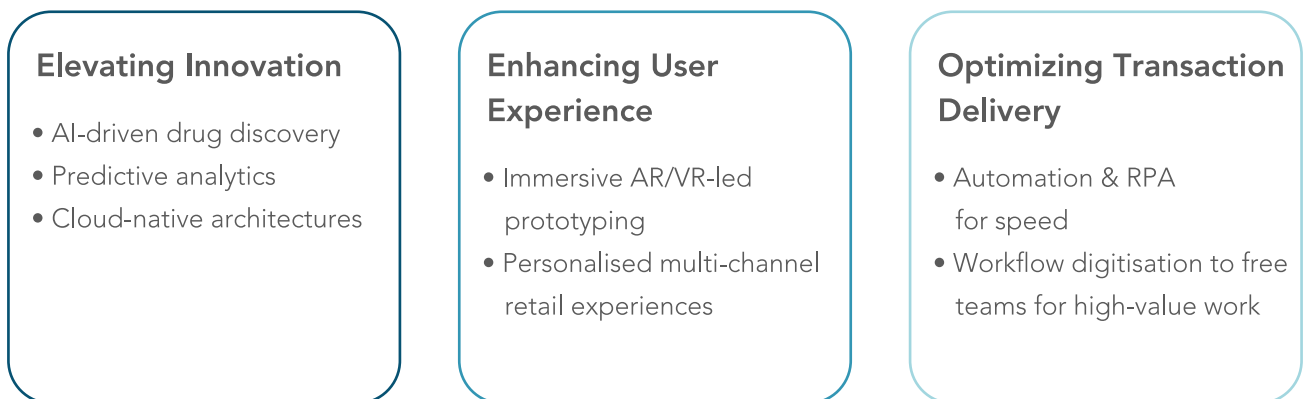 Elevating Innovation
• AI-driven drug discovery
• Predictive analytics
• Cloud-native architectures
Enhancing User
Experience
• Immersive AR/VR-led
prototyping
• Personalised multi-channel
retail experiences
Optimizing Transaction
Delivery
• Automation & RPA
for speed
• Workflow digitisation to free
teams for high-value work